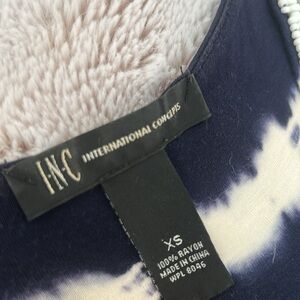 I·N·C INTERNATIONAL CONCEPTS
XS
100% RAYON
MADE IN CHINA
WPL 8046